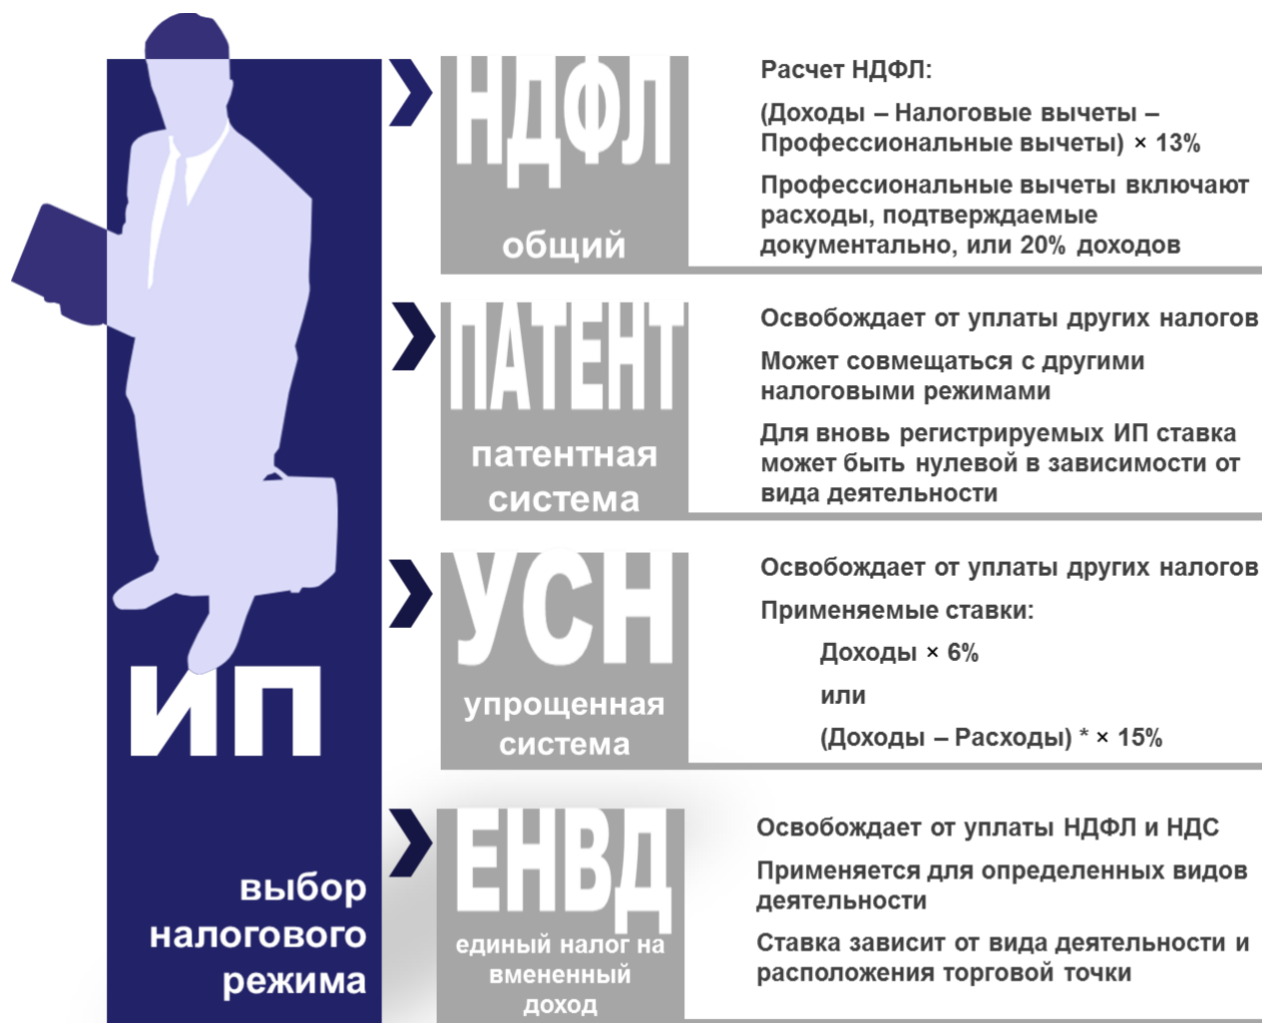 ИП
выбор
налогового
режима
НДФЛ
общий
Расчет НДФЛ:
(Доходы – Налоговые вычеты –
Профессиональные вычеты) × 13%
Профессиональные вычеты включают
расходы, подтверждаемые
документально, или 20% доходов
ПАТЕНТ
патентная
система
Освобождает от уплаты других налогов
Может совмещаться с другими
налоговыми режимами
Для вновь регистрируемых ИП ставка
может быть нулевой в зависимости от
вида деятельности
УСН
упрощенная
система
Освобождает от уплаты других налогов
Применяемые ставки:
Доходы × 6%
или
(Доходы – Расходы) * × 15%
ЕНВД
единый налог на
вмененный
доход
Освобождает от уплаты НДФЛ и НДС
Применяется для определенных видов
деятельности
Ставка зависит от вида деятельности и
расположения торговой точки